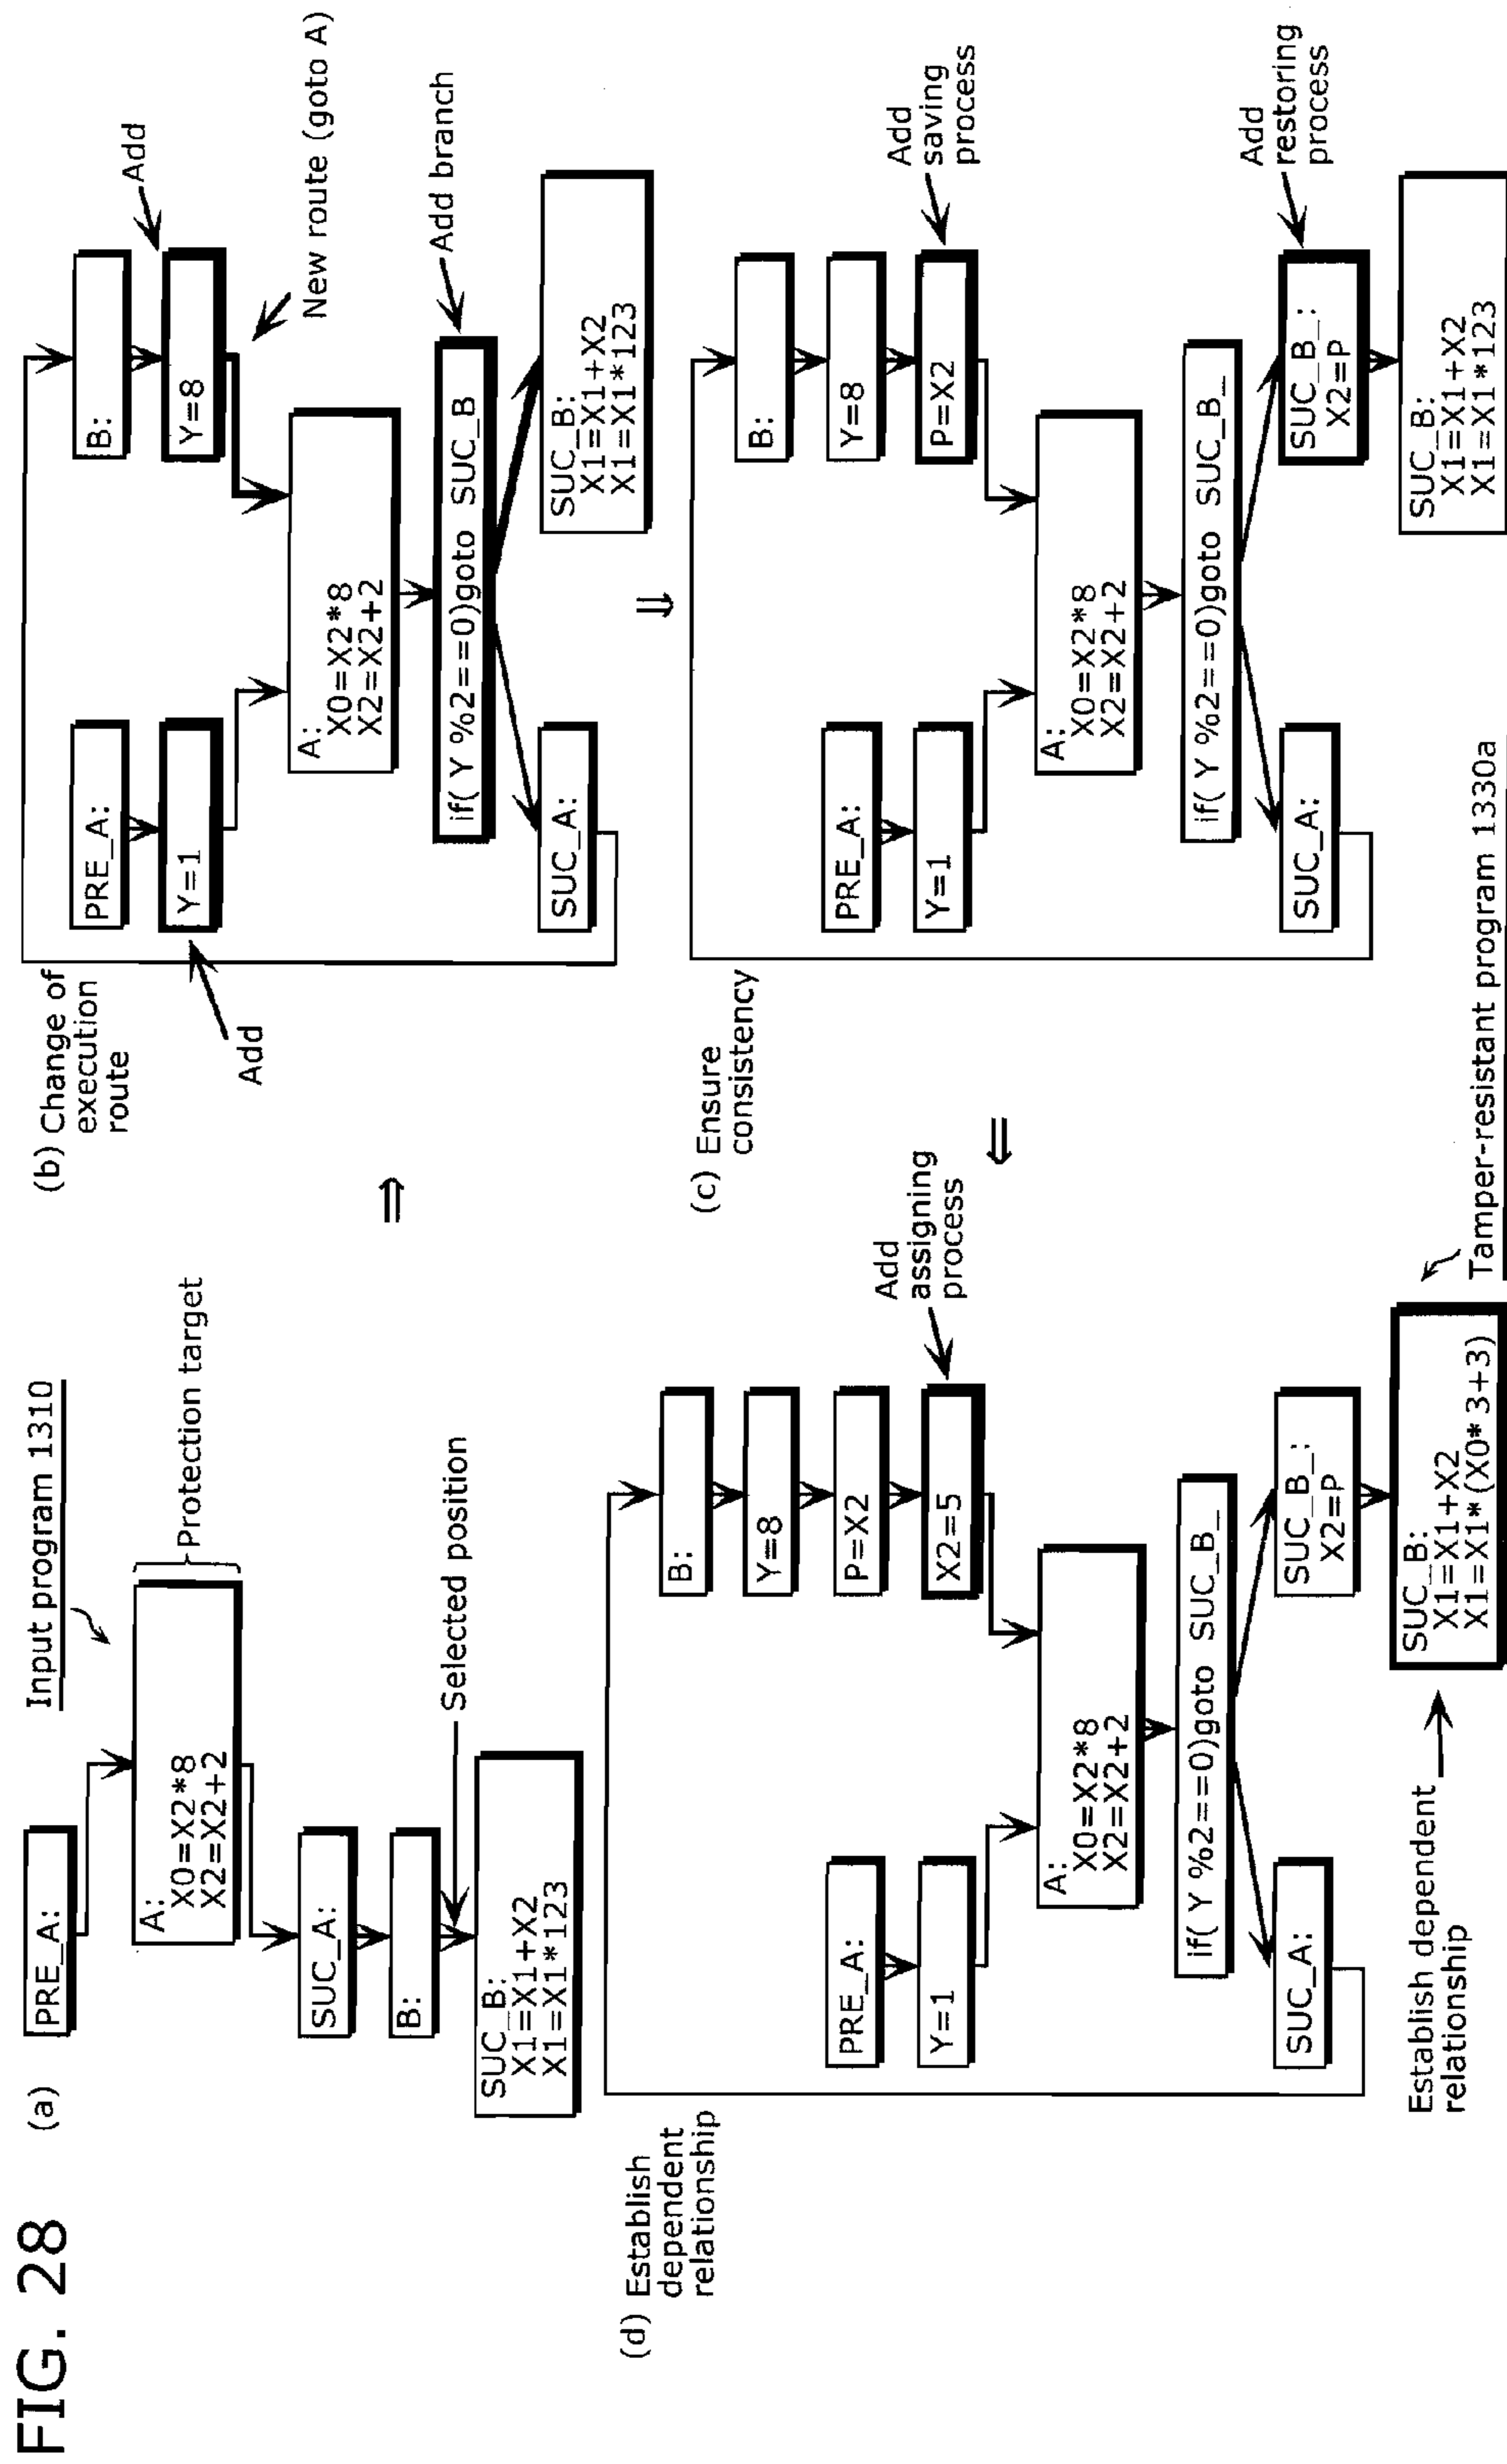 FIG. 28
(a)
Input program 1310
PRE_A:
A:
X0=X2*8
X2=X2+2
Protection target
SUC_A:
B:
Selected position
SUC_B:
X1=X1+X2
X1=X1*123
(b) Change of
execution
route
PRE_A:
Y=1
Add
B:
Y=8
Add
New route (goto A)
A:
X0=X2*8
X2=X2+2
if( Y %2==0)goto SUC_B
Add branch
SUC_A:
SUC_B:
X1=X1+X2
X1=X1*123
(c) Ensure
consistency
PRE_A:
Y=1
B:
Y=8
P=X2
Add
saving
process
A:
X0=X2*8
X2=X2+2
if( Y %2==0)goto SUC_B_
SUC_A:
SUC_B_:
X2=P
Add
restoring
process
SUC_B:
X1=X1+X2
X1=X1*123
(d) Establish
dependent
relationship
PRE_A:
Y=1
B:
Y=8
P=X2
X2=5
Add
assigning
process
A:
X0=X2*8
X2=X2+2
if( Y %2==0)goto SUC_B_
SUC_A:
SUC_B_:
X2=P
Establish dependent
relationship
SUC_B:
X1=X1+X2
X1=X1*(X0*3+3)
Tamper-resistant program 1330a